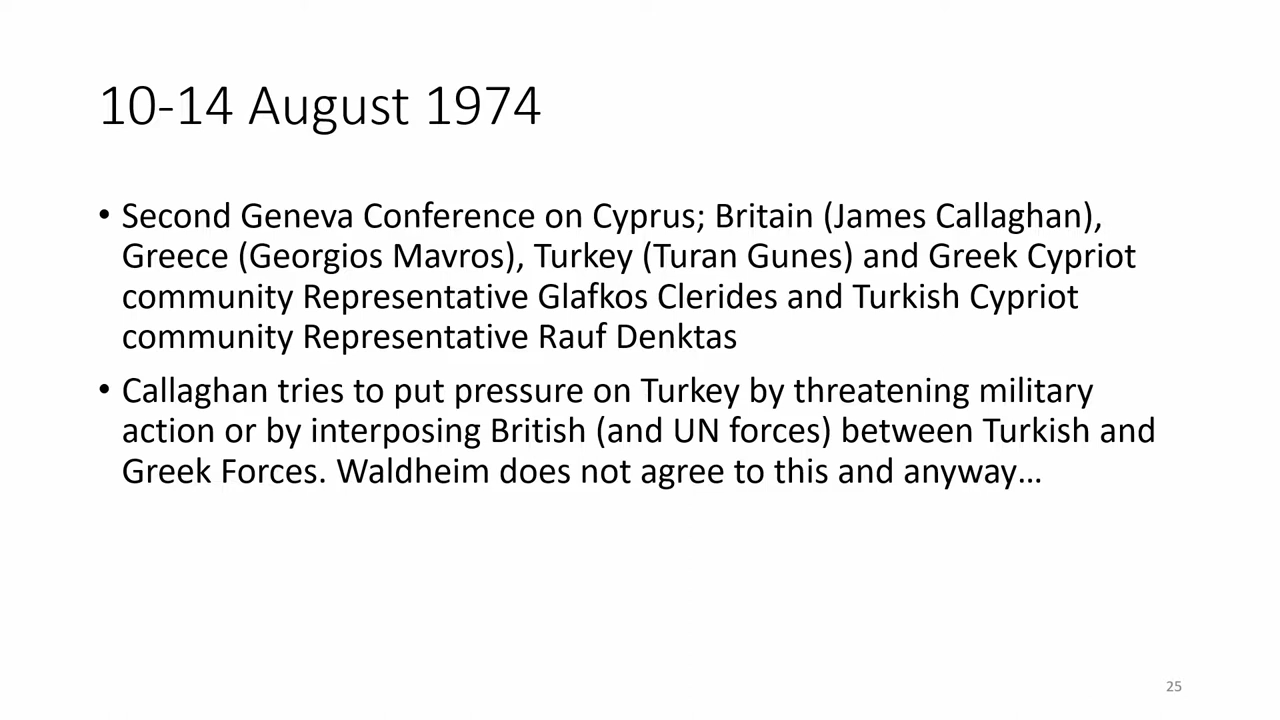 10-14 August 1974
• Second Geneva Conference on Cyprus; Britain (James Callaghan),
Greece (Georgios Mavros), Turkey (Turan Gunes) and Greek Cypriot
community Representative Glafkos Clerides and Turkish Cypriot
community Representative Rauf Denktas
• Callaghan tries to put pressure on Turkey by threatening military
action or by interposing British (and UN forces) between Turkish and
Greek Forces. Waldheim does not agree to this and anyway…
25